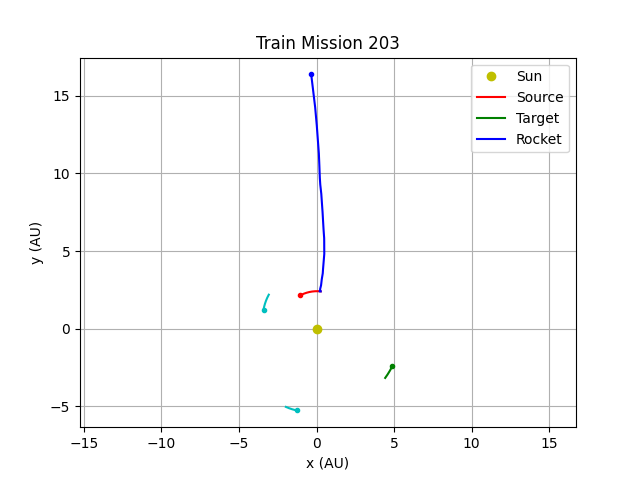 Train Mission 203
Sun
Source
Target
Rocket
15
10
5
0
−5
y (AU)
−15
−10
−5
0
5
10
15
x (AU)